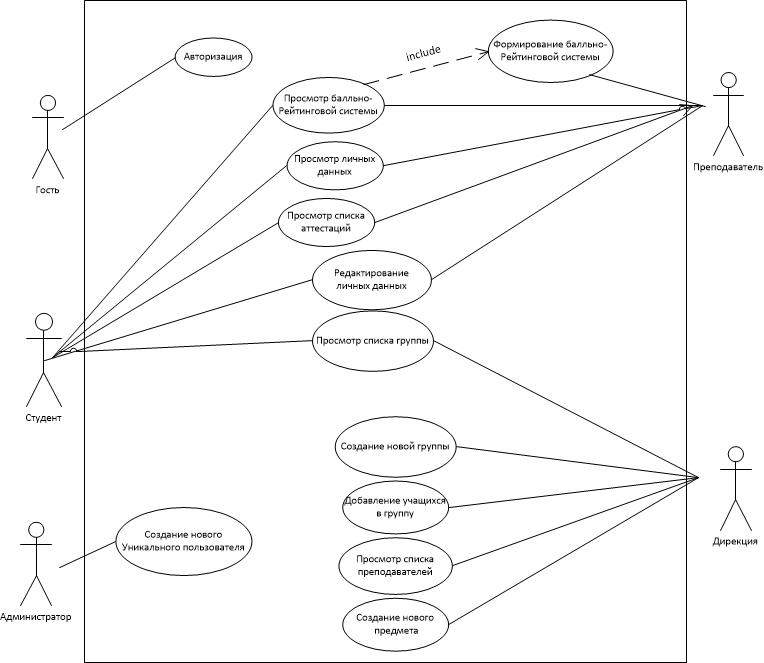 Авторизация
include
Формирование балльно-
Рейтинговой системы
Просмотр балльно-
Рейтинговой системы
Гость
Просмотр личных
данных
Преподаватель
Просмотр списка
аттестаций
Редактирование
личных данных
Просмотр списка группы
Студент
Создание новой группы
Добавление учащихся
в группу
Создание нового
Уникального пользователя
Дирекция
Просмотр списка
преподавателей
Администратор
Создание нового
предмета